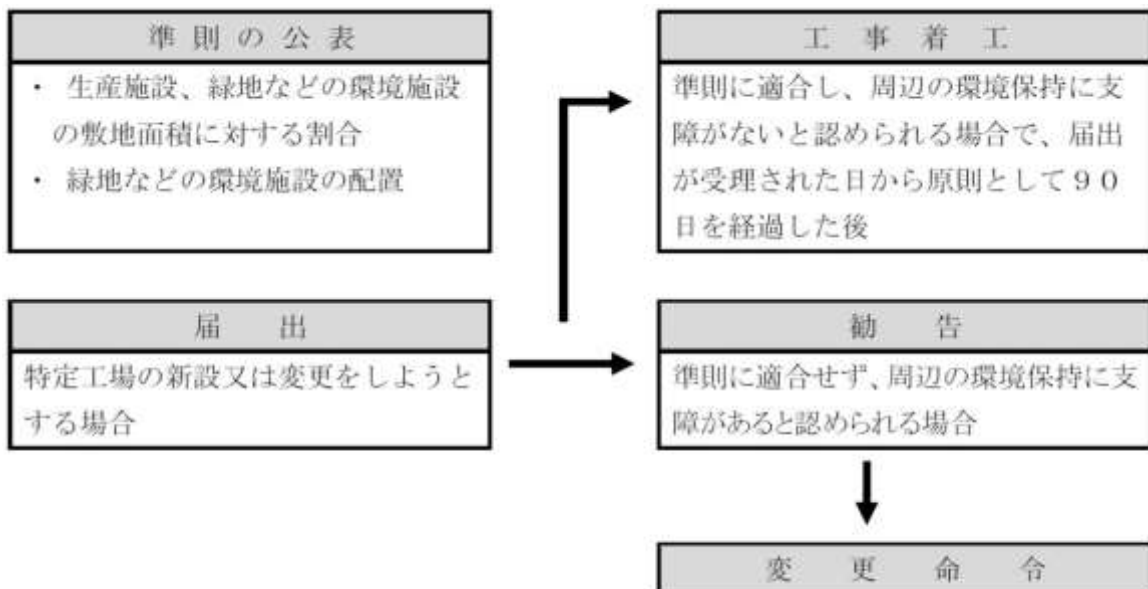 準則の公表
・ 生産施設、緑地などの環境施設
の敷地面積に対する割合
・ 緑地などの環境施設の配置
工事着工
準則に適合し、周辺の環境保持に支
障がないと認められる場合で、届出
が受理された日から原則として９０
日を経過した後
届出
特定工場の新設又は変更をしようと
する場合
勧告
準則に適合せず、周辺の環境保持に支
障があると認められる場合
変更命令